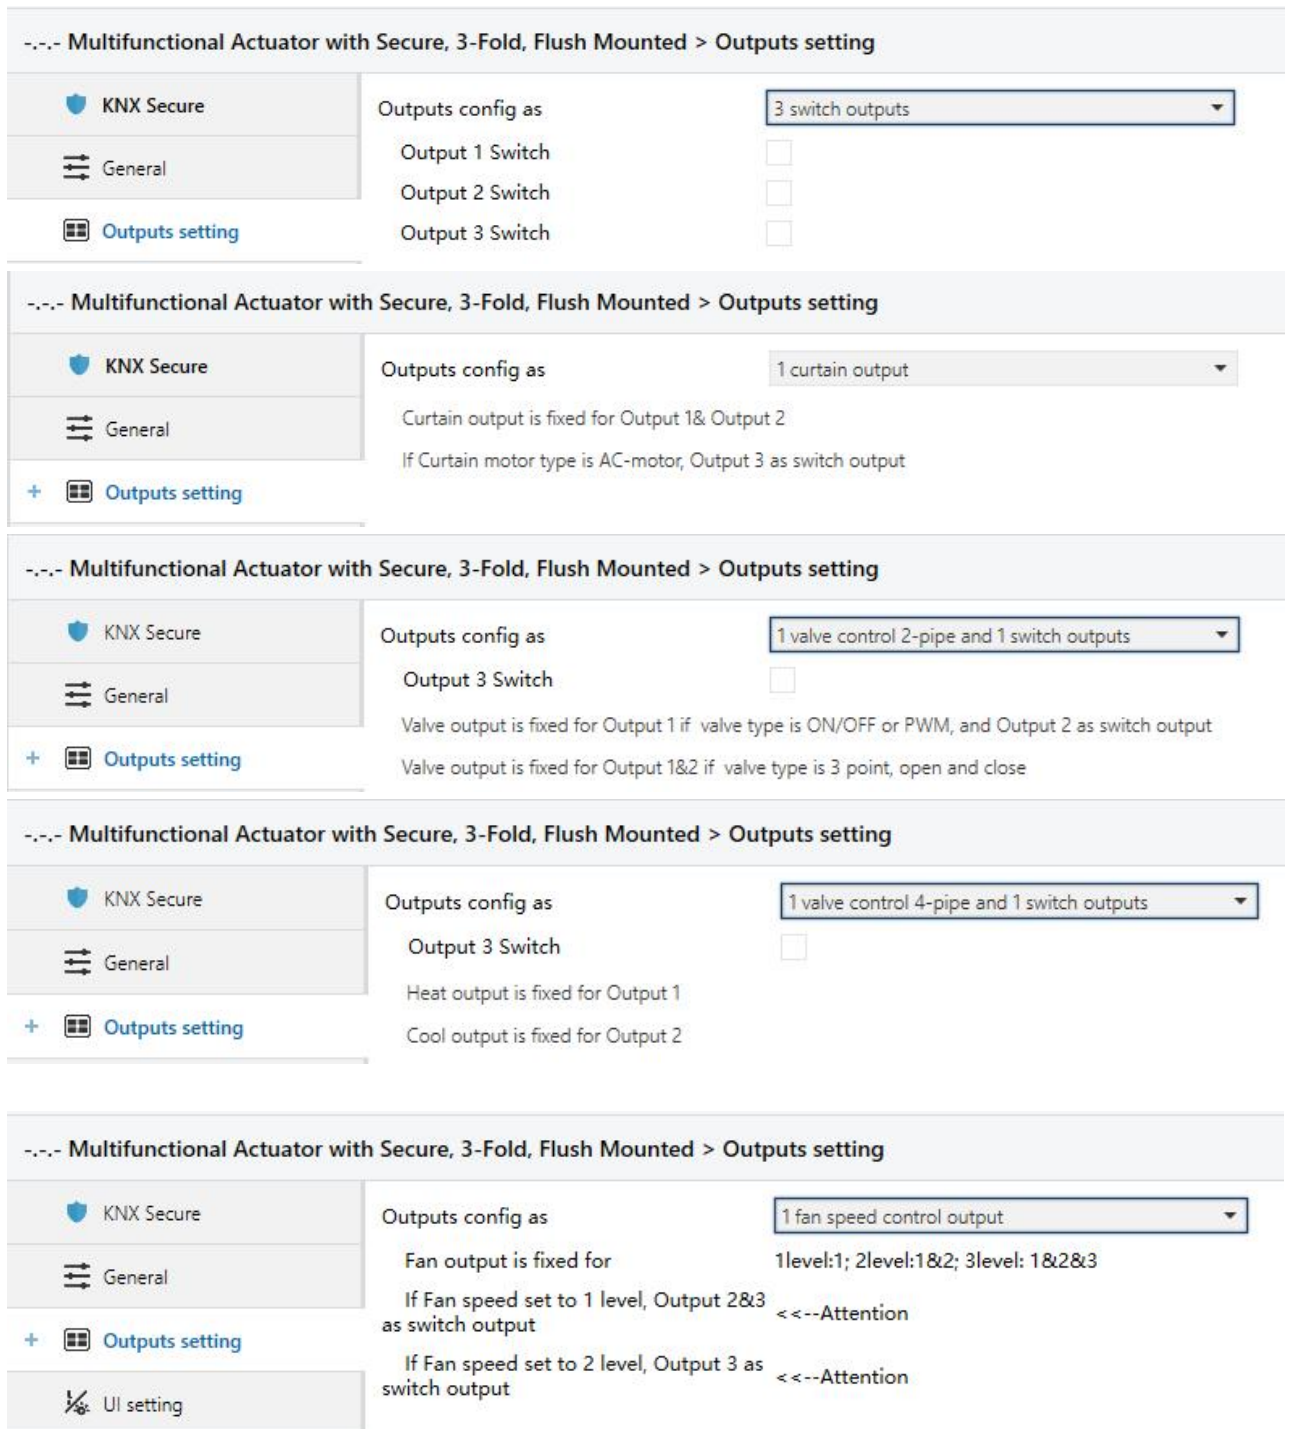 -.-.- Multifunctional Actuator with Secure, 3-Fold, Flush Mounted > Outputs setting
KNX Secure
Outputs config as
3 switch outputs
General
Output 1 Switch
Output 2 Switch
Outputs setting
Output 3 Switch
-.-.- Multifunctional Actuator with Secure, 3-Fold, Flush Mounted > Outputs setting
KNX Secure
Outputs config as
1 curtain output
General
Curtain output is fixed for Output 1& Output 2
If Curtain motor type is AC-motor, Output 3 as switch output
+ Outputs setting
-.-.- Multifunctional Actuator with Secure, 3-Fold, Flush Mounted > Outputs setting
KNX Secure
Outputs config as
1 valve control 2-pipe and 1 switch outputs
General
Output 3 Switch
Valve output is fixed for Output 1 if valve type is ON/OFF or PWM, and Output 2 as switch output
+ Outputs setting
Valve output is fixed for Output 1&2 if valve type is 3 point, open and close
-.-.- Multifunctional Actuator with Secure, 3-Fold, Flush Mounted > Outputs setting
KNX Secure
Outputs config as
1 valve control 4-pipe and 1 switch outputs
General
Output 3 Switch
Heat output is fixed for Output 1
+ Outputs setting
Cool output is fixed for Output 2
-.-.- Multifunctional Actuator with Secure, 3-Fold, Flush Mounted > Outputs setting
KNX Secure
Outputs config as
1 fan speed control output
General
Fan output is fixed for
1level:1; 2level:1&2; 3level: 1&2&3
If Fan speed set to 1 level, Output 2&3
as switch output
<<--Attention
+ Outputs setting
If Fan speed set to 2 level, Output 3 as
switch output
<<--Attention
UI setting